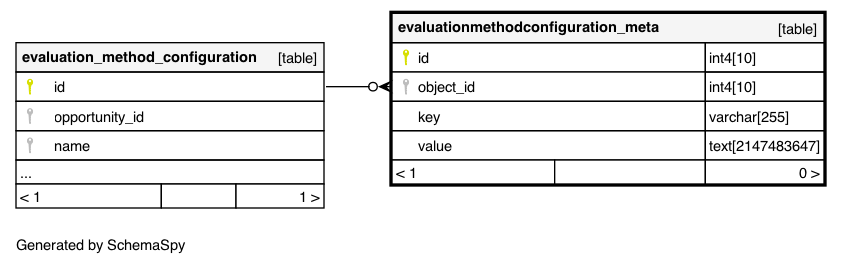 evaluation_method_configuration [table]
id
opportunity_id
name
...
< 1 1 >
evaluationmethodconfiguration_meta [table]
id int4[10]
object_id int4[10]
key varchar[255]
value text[2147483647]
< 1 0 >
Generated by SchemaSpy